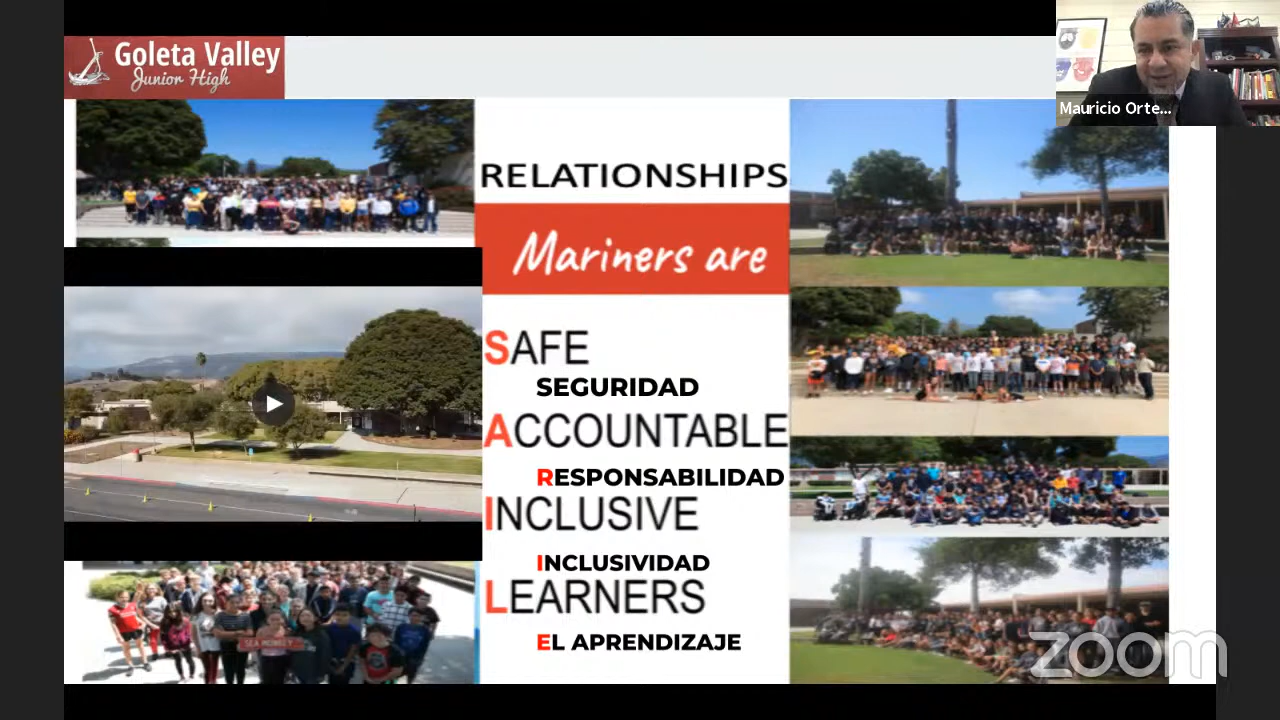 Goleta Valley
Junior High
Mauricio Orte...
RELATIONSHIPS
Mariners are
SAFE
SEGURIDAD
ACCOUNTABLE
RESPONSABILIDAD
INCLUSIVE
INCLUSIVIDAD
LEARNERS
EL APRENDIZAJE
zoom